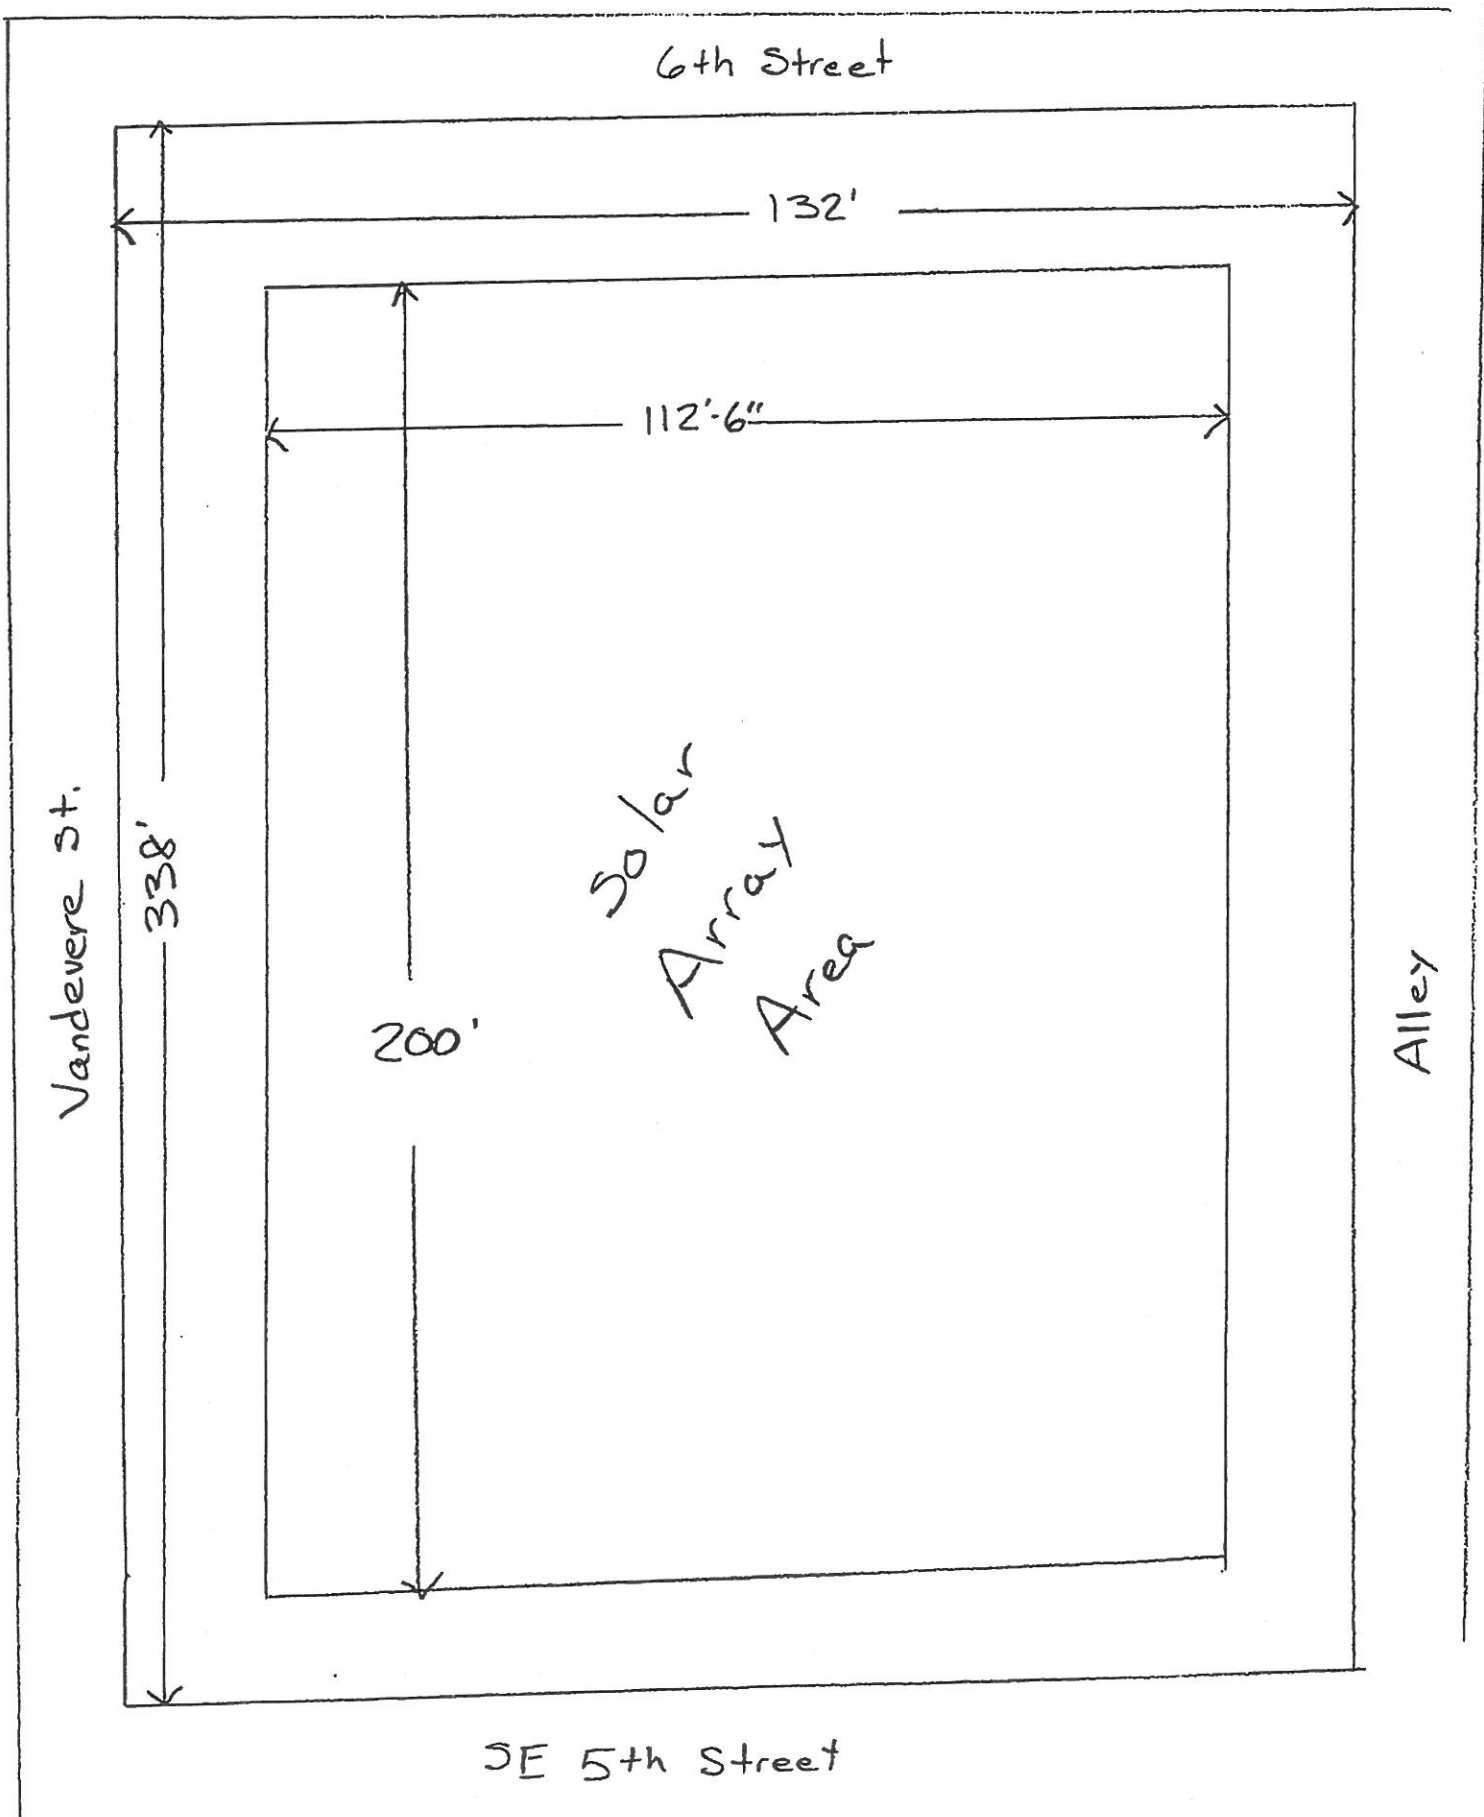 6th Street
132'
112'-6"
Solar
Array
Area
Vandevere St.
338'
200'
Alley
SE 5th Street